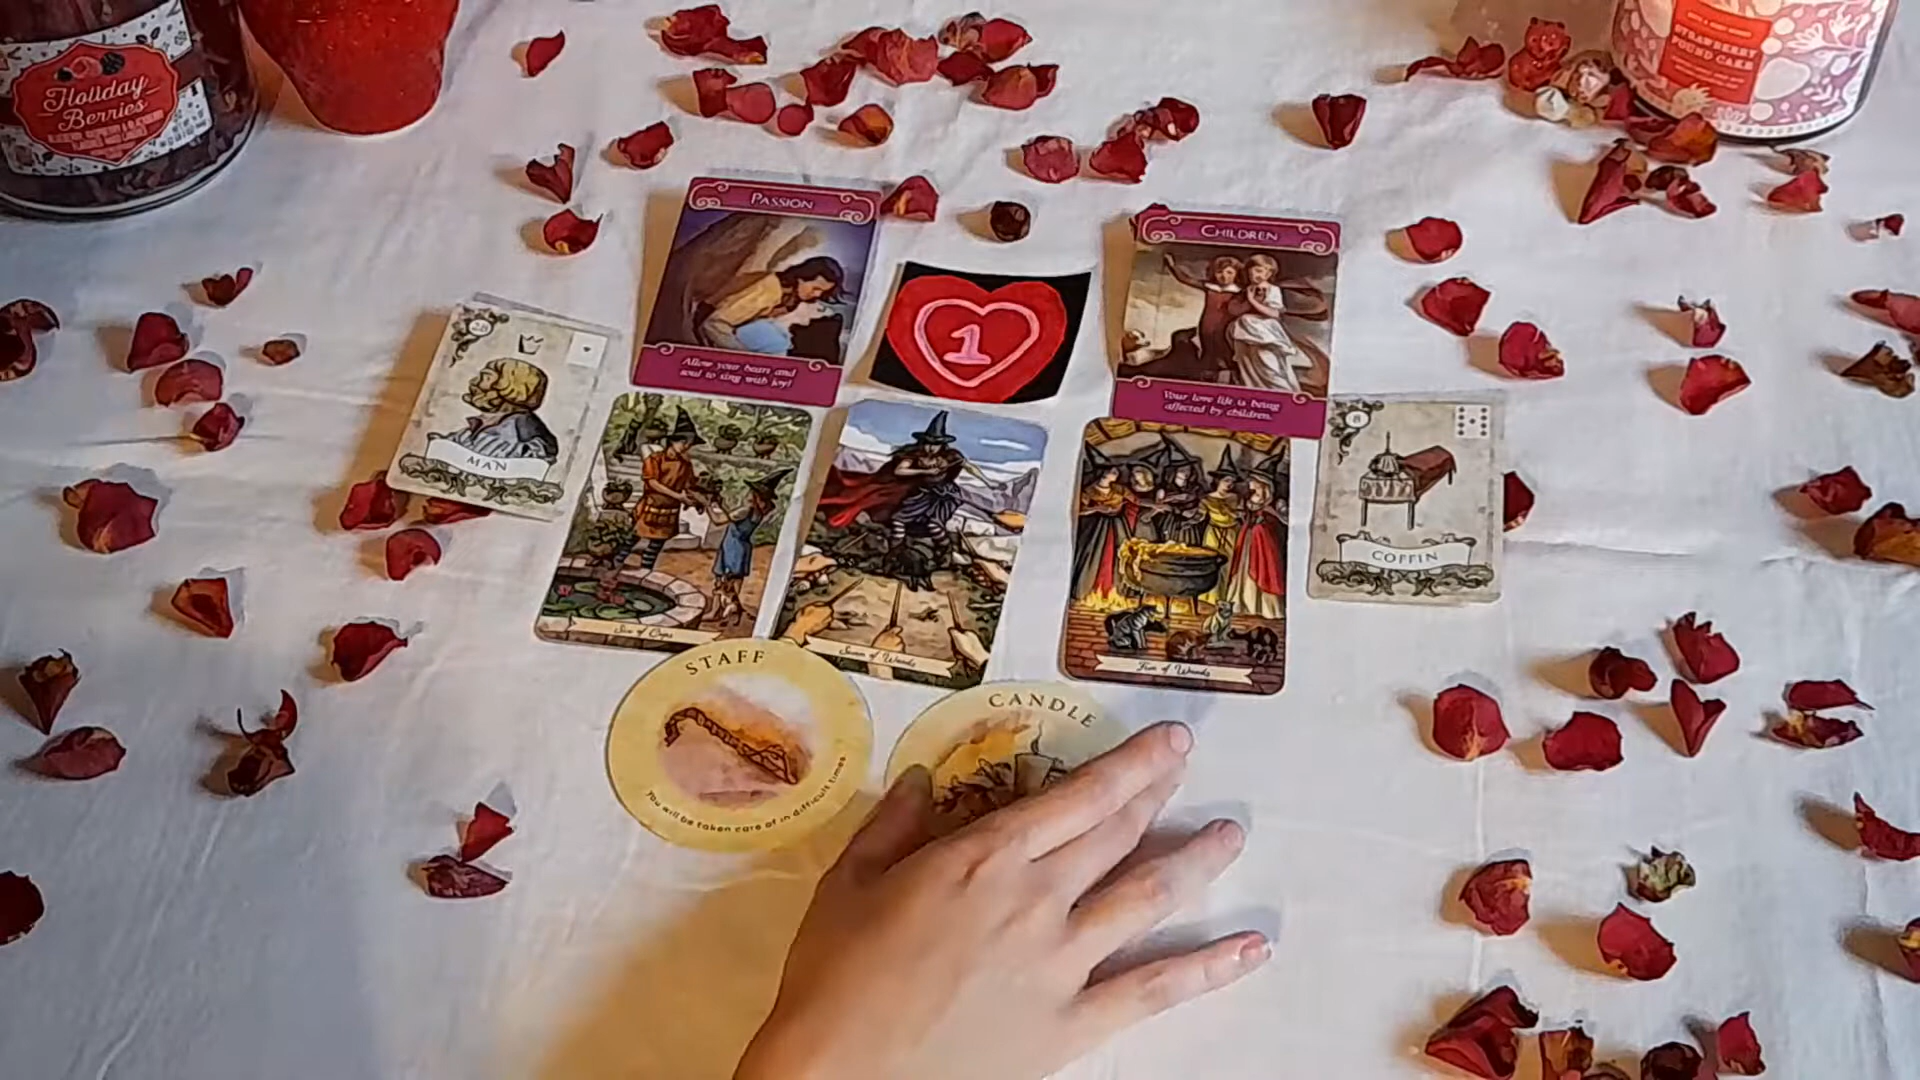 Holiday
Berries
STRAWBERRY
POUND CAKE
PASSION
Allow your heart and
soul to sing with joy!
1
CHILDREN
Your love life is being
affected by children.
28
MAN
8
COFFIN
Six of Cups
Seven of Wands
of Wands
STAFF
You will be taken care of in difficult times
CANDLE